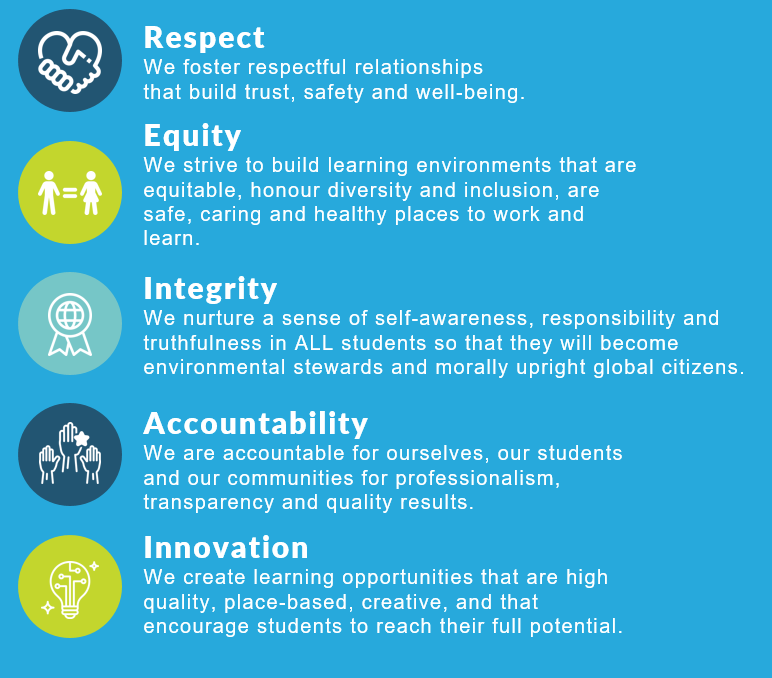 Respect
We foster respectful relationships
that build trust, safety and well-being.
Equity
We strive to build learning environments that are
equitable, honour diversity and inclusion, are
safe, caring and healthy places to work and
learn.
Integrity
We nurture a sense of self-awareness, responsibility and
truthfulness in ALL students so that they will become
environmental stewards and morally upright global citizens.
Accountability
We are accountable for ourselves, our students
and our communities for professionalism,
transparency and quality results.
Innovation
We create learning opportunities that are high
quality, place-based, creative, and that
encourage students to reach their full potential.